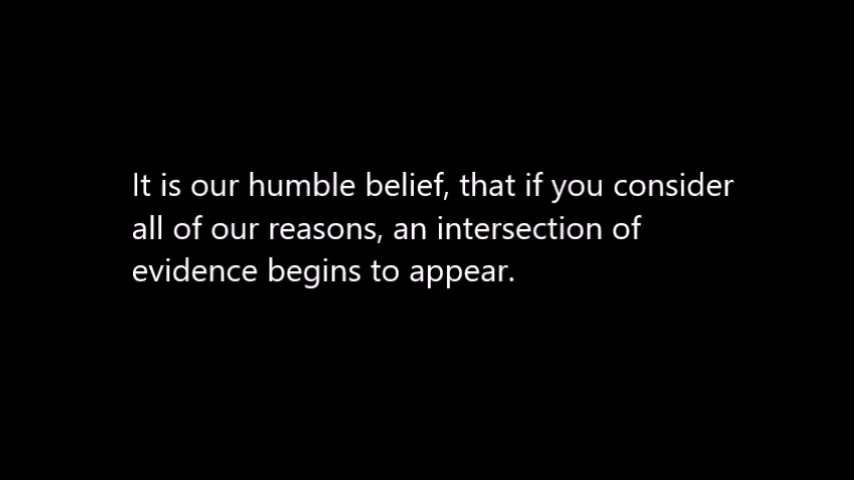 It is our humble belief, that if you consider
all of our reasons, an intersection of
evidence begins to appear.